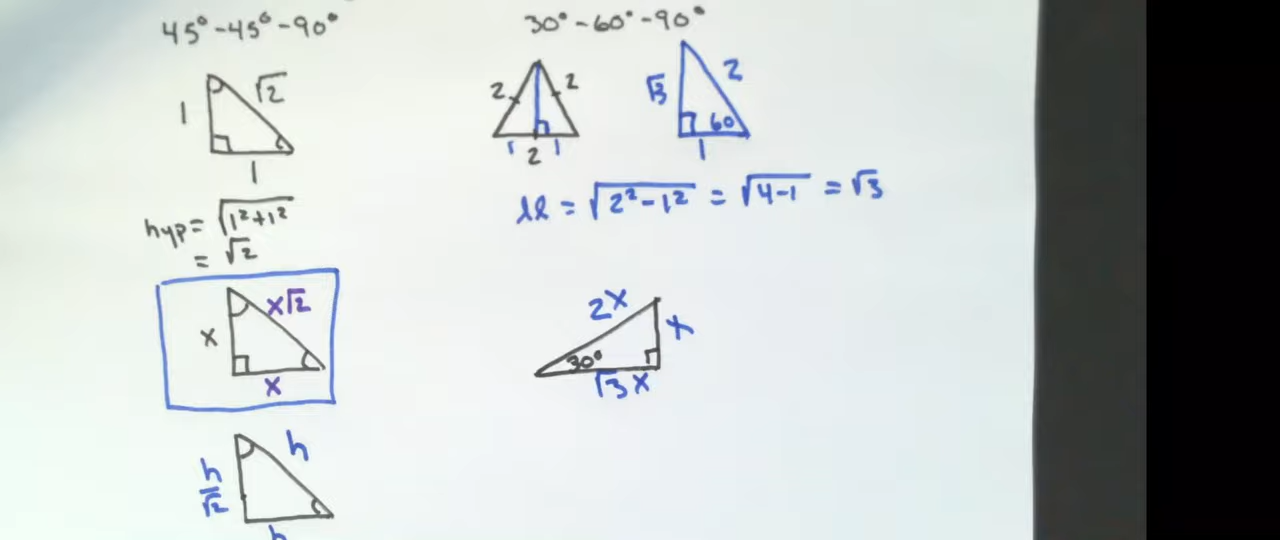 45°-45°-90°
1
√2
1
hyp = √1²+1²
= √2
x√2
x
x
h
h
√2
h
30°-60°-90°
2
2
1
2
1
√3
2
60
1
ll = √2²-1² = √4-1 = √3
2x
x
30°
√3 x